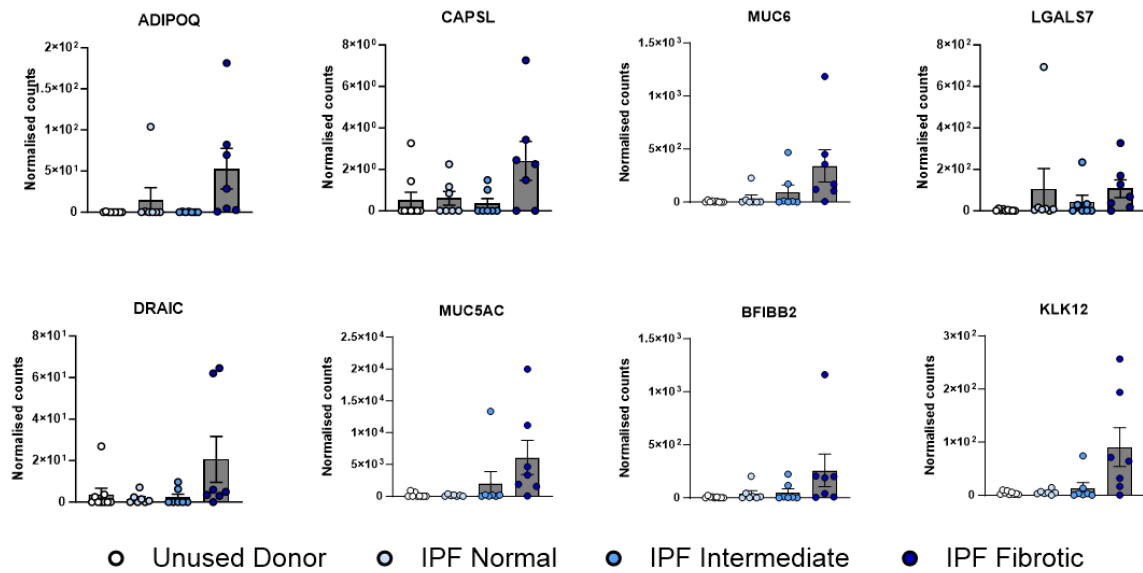 ADIPOQ
CAPSL
MUC6
LGALS7
Normalised counts
2×10²
1×10²
1×10²
5×10¹
0
Normalised counts
8×10⁰
6×10⁰
4×10⁰
2×10⁰
0
Normalised counts
1.5×10³
1×10³
5×10²
0
Normalised counts
8×10²
6×10²
4×10²
2×10²
0
DRAIC
MUC5AC
BFIBB2
KLK12
Normalised counts
8×10¹
6×10¹
4×10¹
2×10¹
0
Normalised counts
2.5×10⁴
2×10⁴
1.5×10⁴
1×10⁴
5×10³
0
Normalised counts
1.5×10³
1×10³
5×10²
0
Normalised counts
3×10²
2×10²
1×10²
0
Unused Donor IPF Normal IPF Intermediate IPF Fibrotic